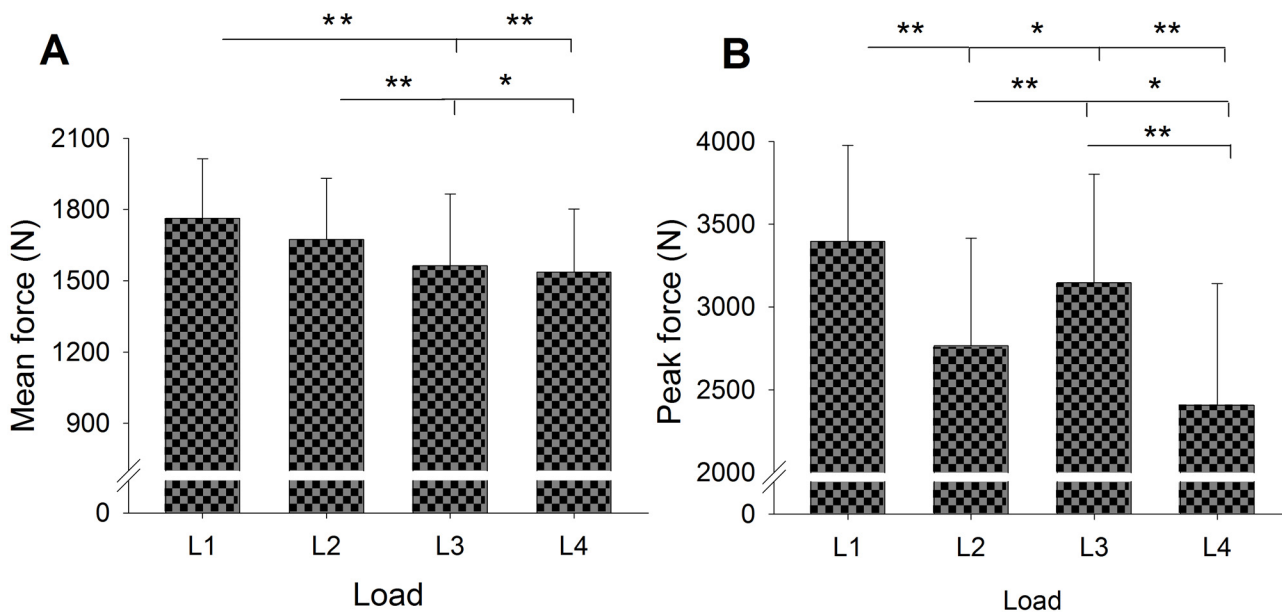 A
** **
** *
2100
1800
1500
1200
900
0
Mean force (N)
L1 L2 L3 L4
Load
B
** * **
** *
**
4000
3500
3000
2500
2000
0
Peak force (N)
L1 L2 L3 L4
Load